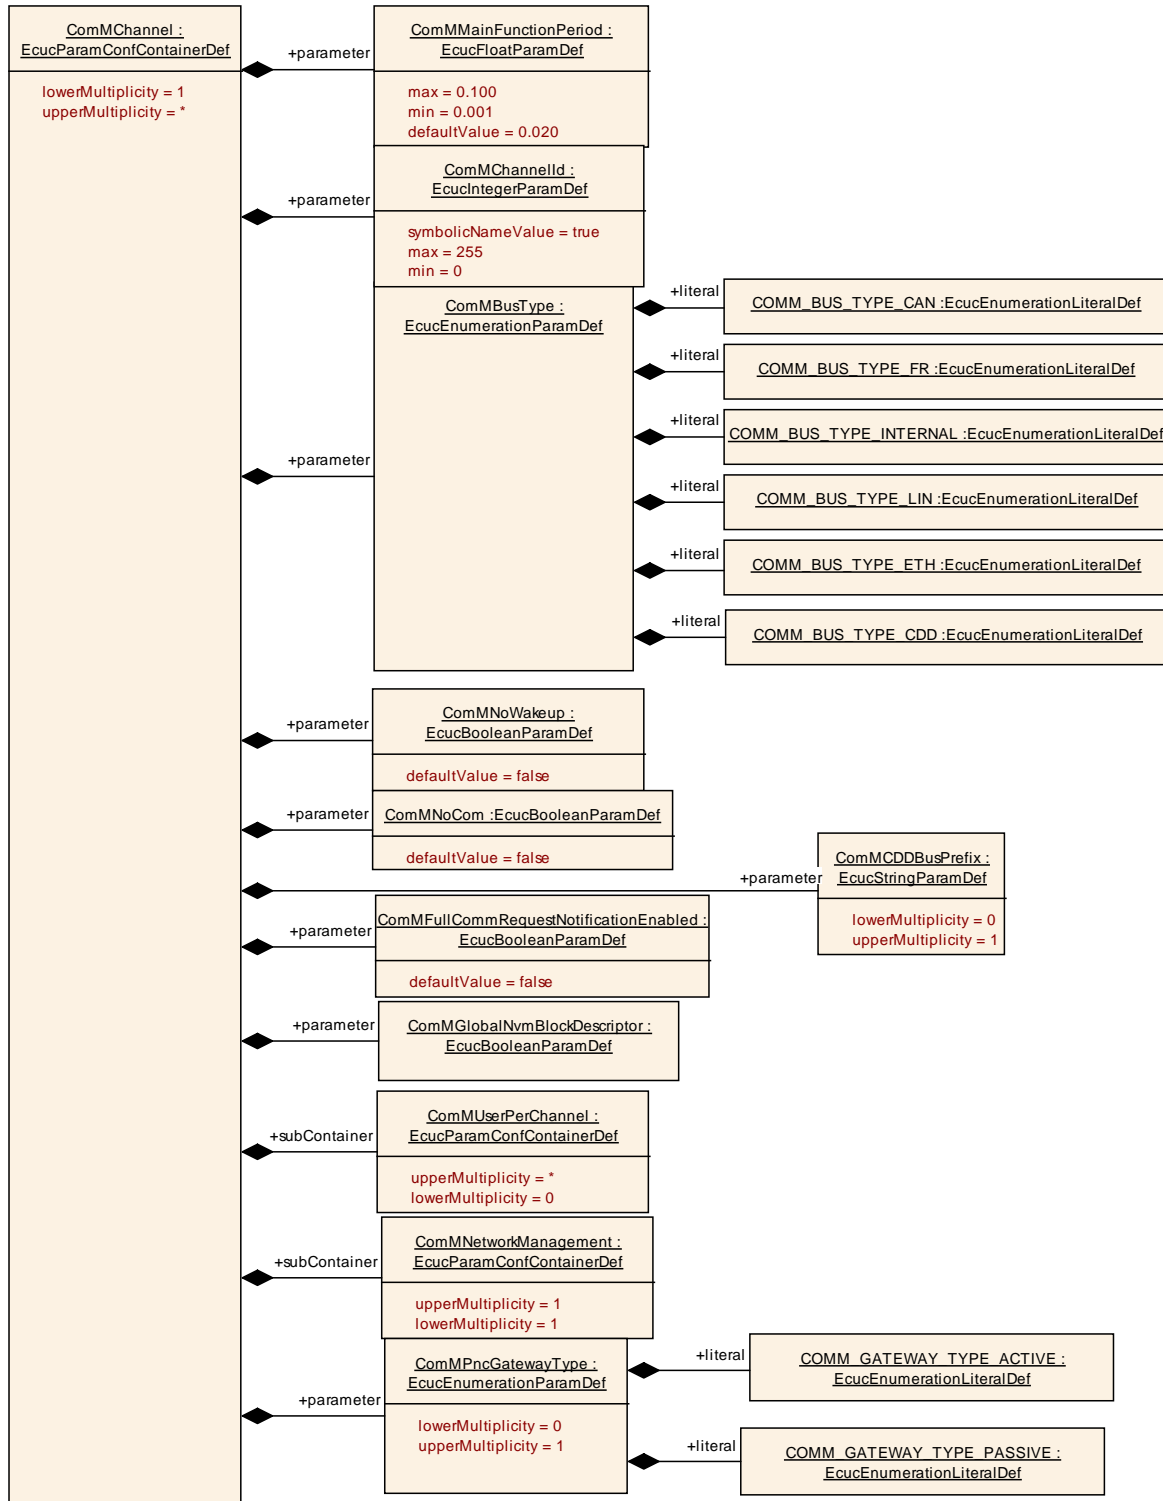 ComMChannel :
EcucParamConfContainerDef
lowerMultiplicity = 1
upperMultiplicity = *
+parameter
ComMMainFunctionPeriod :
EcucFloatParamDef
max = 0.100
min = 0.001
defaultValue = 0.020
+parameter
ComMChannelId :
EcucIntegerParamDef
symbolicNameValue = true
max = 255
min = 0
+parameter
ComMBusType :
EcucEnumerationParamDef
+literal
COMM_BUS_TYPE_CAN :EcucEnumerationLiteralDef
+literal
COMM_BUS_TYPE_FR :EcucEnumerationLiteralDef
+literal
COMM_BUS_TYPE_INTERNAL :EcucEnumerationLiteralDef
+literal
COMM_BUS_TYPE_LIN :EcucEnumerationLiteralDef
+literal
COMM_BUS_TYPE_ETH :EcucEnumerationLiteralDef
+literal
COMM_BUS_TYPE_CDD :EcucEnumerationLiteralDef
+parameter
ComMNoWakeup :
EcucBooleanParamDef
defaultValue = false
+parameter
ComMNoCom :EcucBooleanParamDef
defaultValue = false
+parameter
ComMCDDBusPrefix :
EcucStringParamDef
lowerMultiplicity = 0
upperMultiplicity = 1
+parameter
ComMFullCommRequestNotificationEnabled :
EcucBooleanParamDef
defaultValue = false
+parameter
ComMGlobalNvmBlockDescriptor :
EcucBooleanParamDef
+subContainer
ComMUserPerChannel :
EcucParamConfContainerDef
upperMultiplicity = *
lowerMultiplicity = 0
+subContainer
ComMNetworkManagement :
EcucParamConfContainerDef
upperMultiplicity = 1
lowerMultiplicity = 1
+parameter
ComMPncGatewayType :
EcucEnumerationParamDef
lowerMultiplicity = 0
upperMultiplicity = 1
+literal
COMM_GATEWAY_TYPE_ACTIVE :
EcucEnumerationLiteralDef
+literal
COMM_GATEWAY_TYPE_PASSIVE :
EcucEnumerationLiteralDef